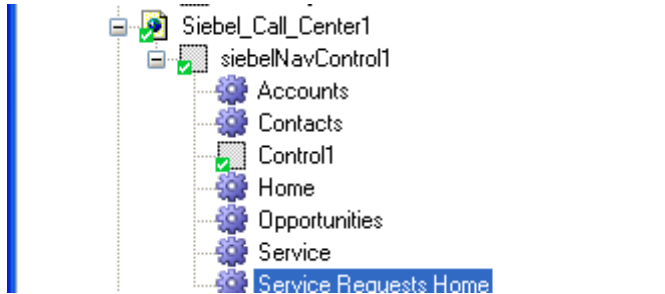 Siebel_Call_Center1
siebelNavControl1
Accounts
Contacts
Control1
Home
Opportunities
Service
Service Requests Home